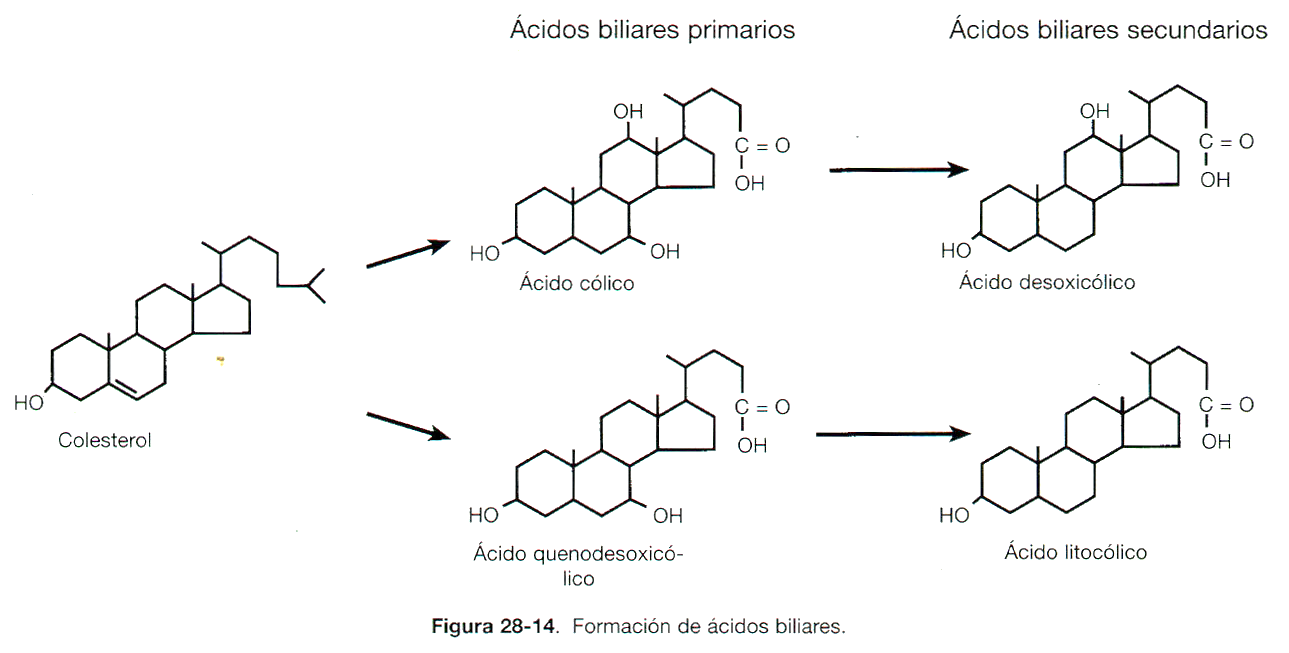 Ácidos biliares primarios
Ácidos biliares secundarios
OH
C = O
OH
HO
OH
Ácido cólico
OH
C = O
OH
HO
Ácido desoxicólico
HO
Colesterol
C = O
OH
HO
OH
Ácido quenodesoxicó-
lico
C = O
OH
HO
Ácido litocólico
Figura 28-14. Formación de ácidos biliares.